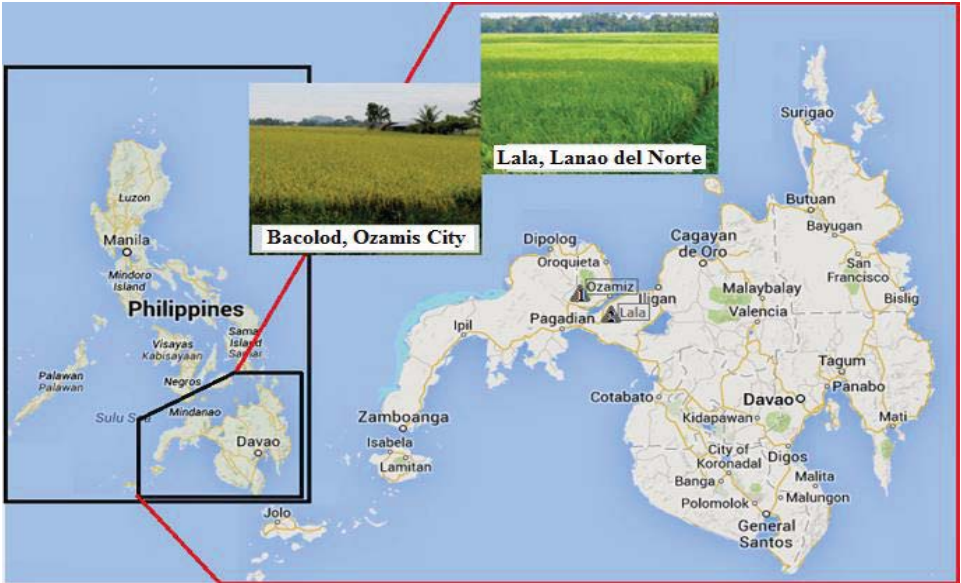 Luzon
Manila
Mindoro
Island
Philippines
Visayas
Kabisayaan
Samar
Island
Samar
Palawan
Palawan
Negros
Sulu Sea
Mindanao
Davao
Bacolod, Ozamis City
Lala, Lanao del Norte
Surigao
Butuan
Bayugan
Dipolog
Oroquieta
Cagayan
de Oro
San
Francisco
1
Ozamiz
Iligan
Malaybalay
Bislig
2
Lala
Ipil
Pagadian
Valencia
Tagum
Panabo
Cotabato
Davao
Zamboanga
Kidapawan
Mati
Isabela
Lamitan
City of
Koronadal
Digos
Banga
Malita
Polomolok
Malungon
Jolo
General
Santos